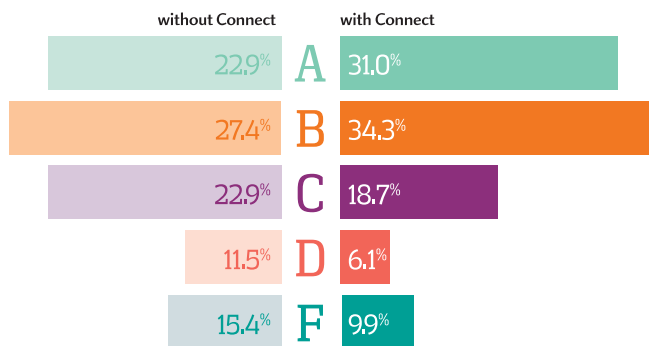 without Connect with Connect
22.9% A 31.0%
27.4% B 34.3%
22.9% C 18.7%
11.5% D 6.1%
15.4% F 9.9%